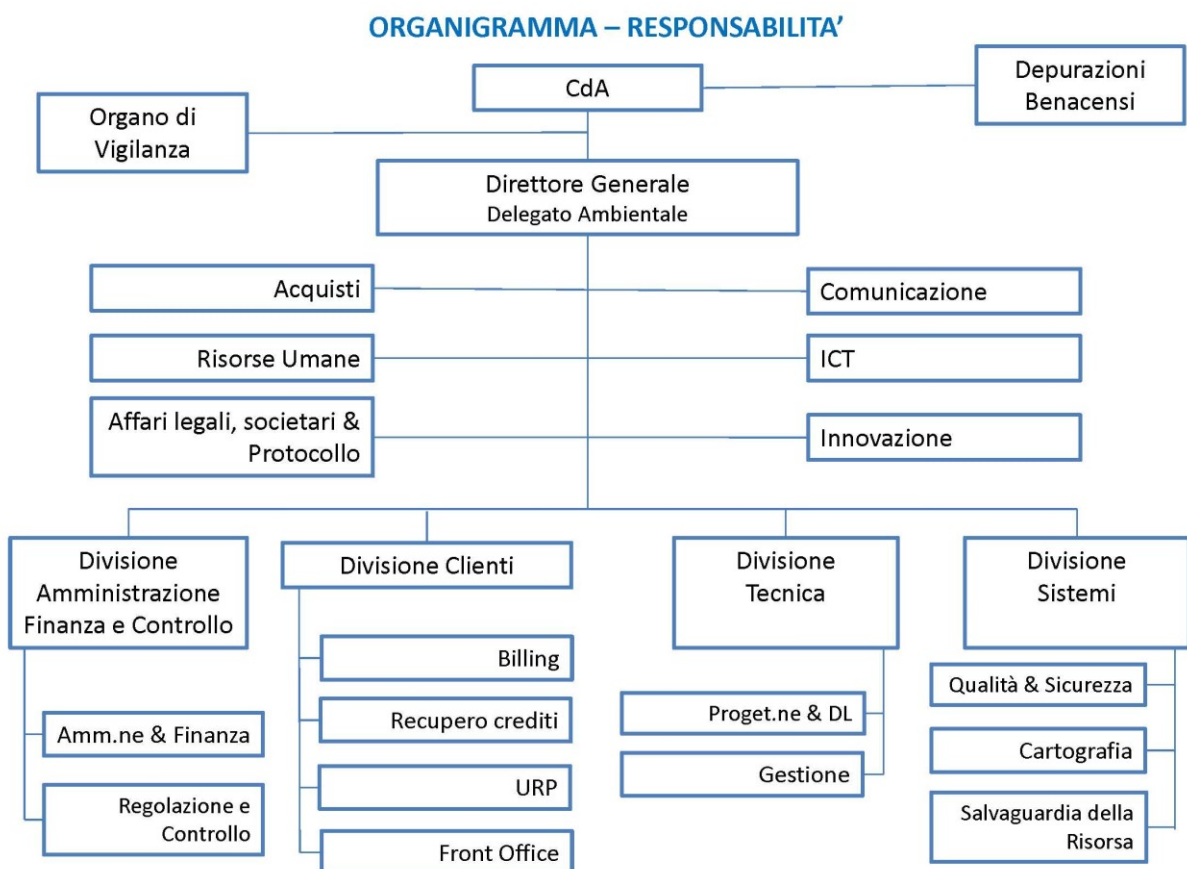 ORGANIGRAMMA – RESPONSABILITA’
CdA
Depurazioni
Benacensi
Organo di
Vigilanza
Direttore Generale
Delegato Ambientale
Acquisti
Comunicazione
Risorse Umane
ICT
Affari legali, societari &
Protocollo
Innovazione
Divisione
Amministrazione
Finanza e Controllo
Amm.ne & Finanza
Regolazione e
Controllo
Divisione Clienti
Billing
Recupero crediti
URP
Front Office
Divisione
Tecnica
Proget.ne & DL
Gestione
Divisione
Sistemi
Qualità & Sicurezza
Cartografia
Salvaguardia della
Risorsa